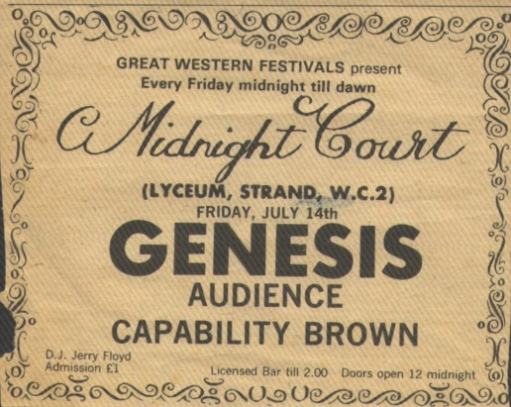 GREAT WESTERN FESTIVALS present
Every Friday midnight till dawn
A Midnight Court
(LYCEUM, STRAND, W.C.2)
FRIDAY, JULY 14th
GENESIS
AUDIENCE
CAPABILITY BROWN
D.J. Jerry Floyd
Admission £1
Licensed Bar till 2.00 Doors open 12 midnight